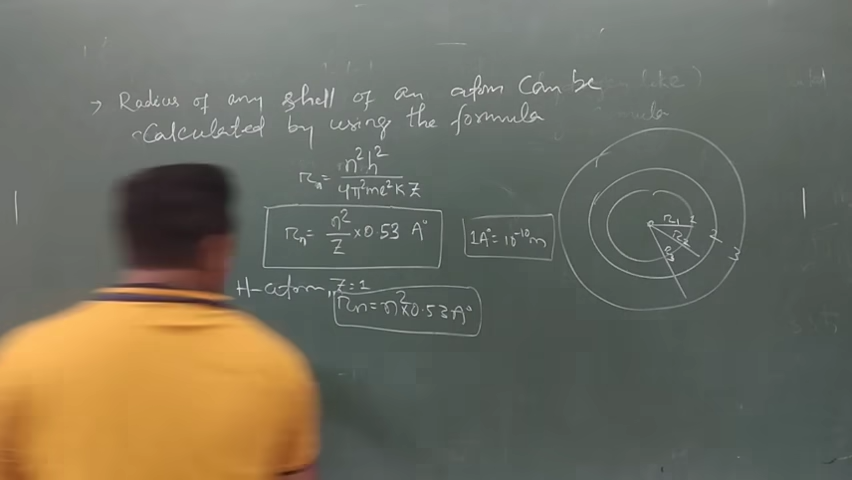 → Radius of any shell of an atom can be
calculated by using the formula
rₙ = n²h² / 4π²me²KZ
rₙ = n²/Z × 0.53 A°
1A° = 10⁻¹⁰ m
H-atom, Z = 1
rn = n² × 0.53 A°
r₁ 1
r₂ 2
r₃ 3